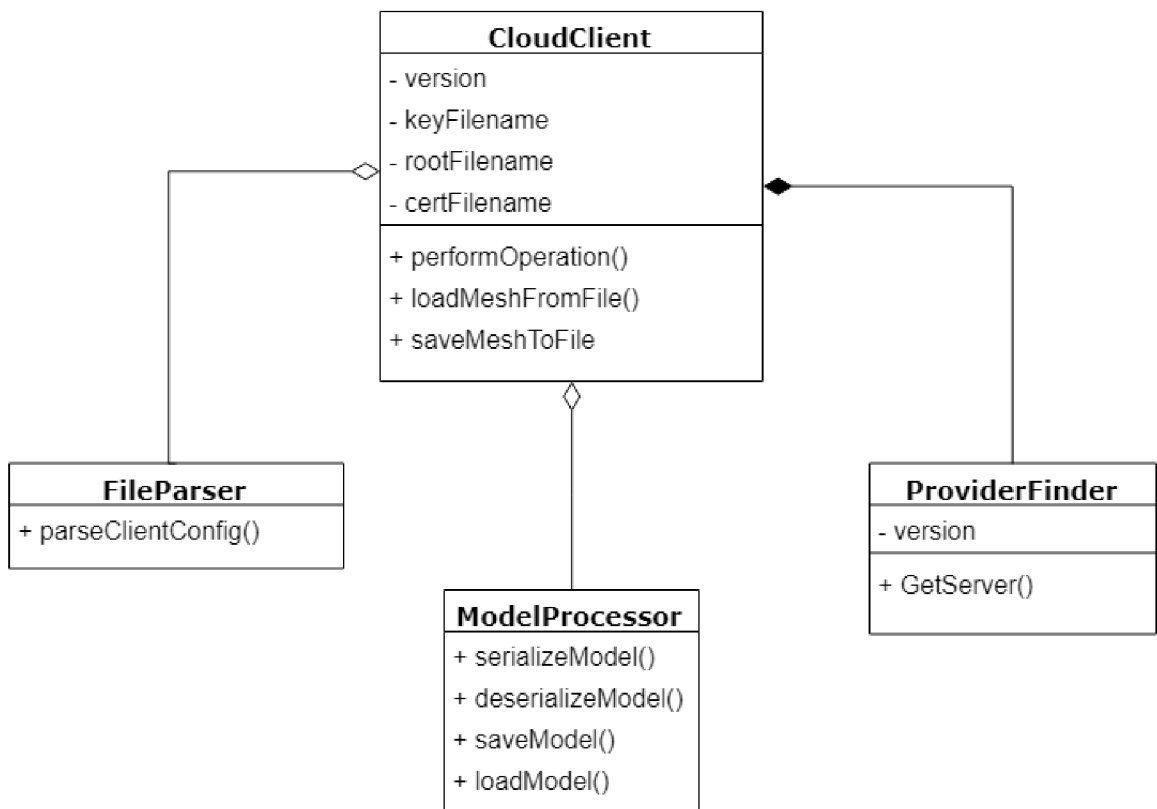 CloudClient
- version
- keyFilename
- rootFilename
- certFilename
+ performOperation()
+ loadMeshFromFile()
+ saveMeshToFile
FileParser
+ parseClientConfig()
ModelProcessor
+ serializeModel()
+ deserializeModel()
+ saveModel()
+ loadModel()
ProviderFinder
- version
+ GetServer()